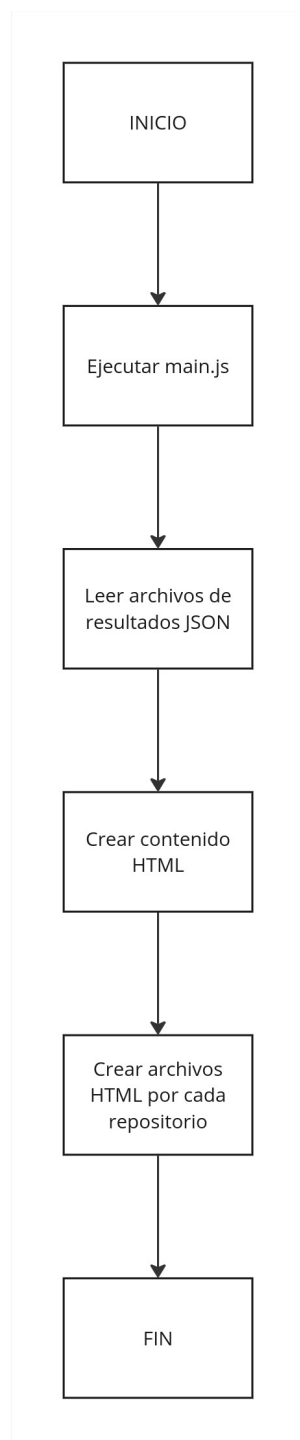 INICIO
Ejecutar main.js
Leer archivos de
resultados JSON
Crear contenido
HTML
Crear archivos
HTML por cada
repositorio
FIN